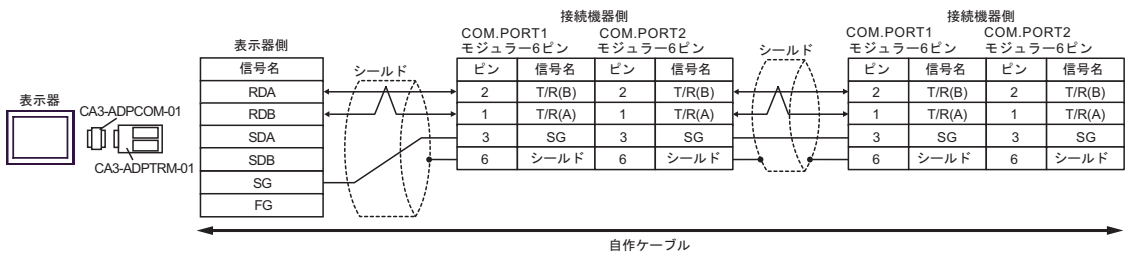 表示器
CA3-ADPCOM-01
CA3-ADPTRM-01
表示器側
信号名
RDA
RDB
SDA
SDB
SG
FG
シールド
接続機器側
COM.PORT1 COM.PORT2
モジュラー6ピン モジュラー6ピン
ピン 信号名 ピン 信号名
2 T/R(B) 2 T/R(B)
1 T/R(A) 1 T/R(A)
3 SG 3 SG
6 シールド 6 シールド
シールド
接続機器側
COM.PORT1 COM.PORT2
モジュラー6ピン モジュラー6ピン
ピン 信号名 ピン 信号名
2 T/R(B) 2 T/R(B)
1 T/R(A) 1 T/R(A)
3 SG 3 SG
6 シールド 6 シールド
自作ケーブル